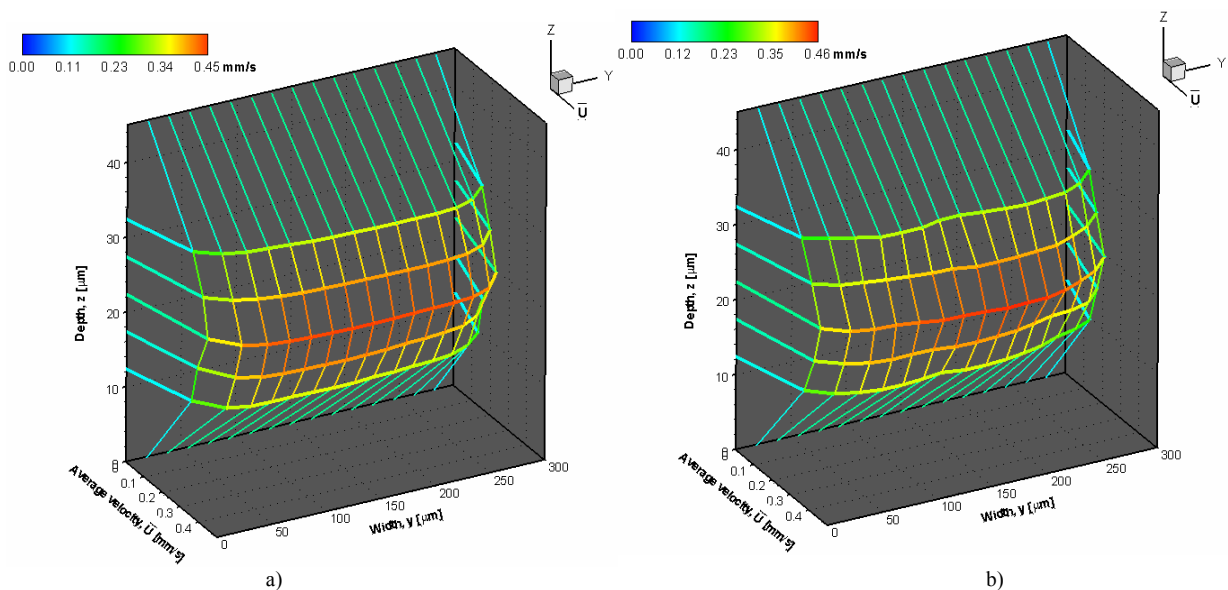 0.00 0.11 0.23 0.34 0.45 mm/s
Z
Y
U̅
40
30
20
10
0
Depth, z [μm]
0
0.1
0.2
0.3
0.4
Average velocity, U̅ [mm/s]
0
50
100
150
200
250
300
Width, y [μm]
a)
0.00 0.12 0.23 0.35 0.46 mm/s
Z
Y
U̅
40
30
20
10
0
Depth, z [μm]
0
0.1
0.2
0.3
0.4
Average velocity, U̅ [mm/s]
0
50
100
150
200
250
300
Width, y [μm]
b)